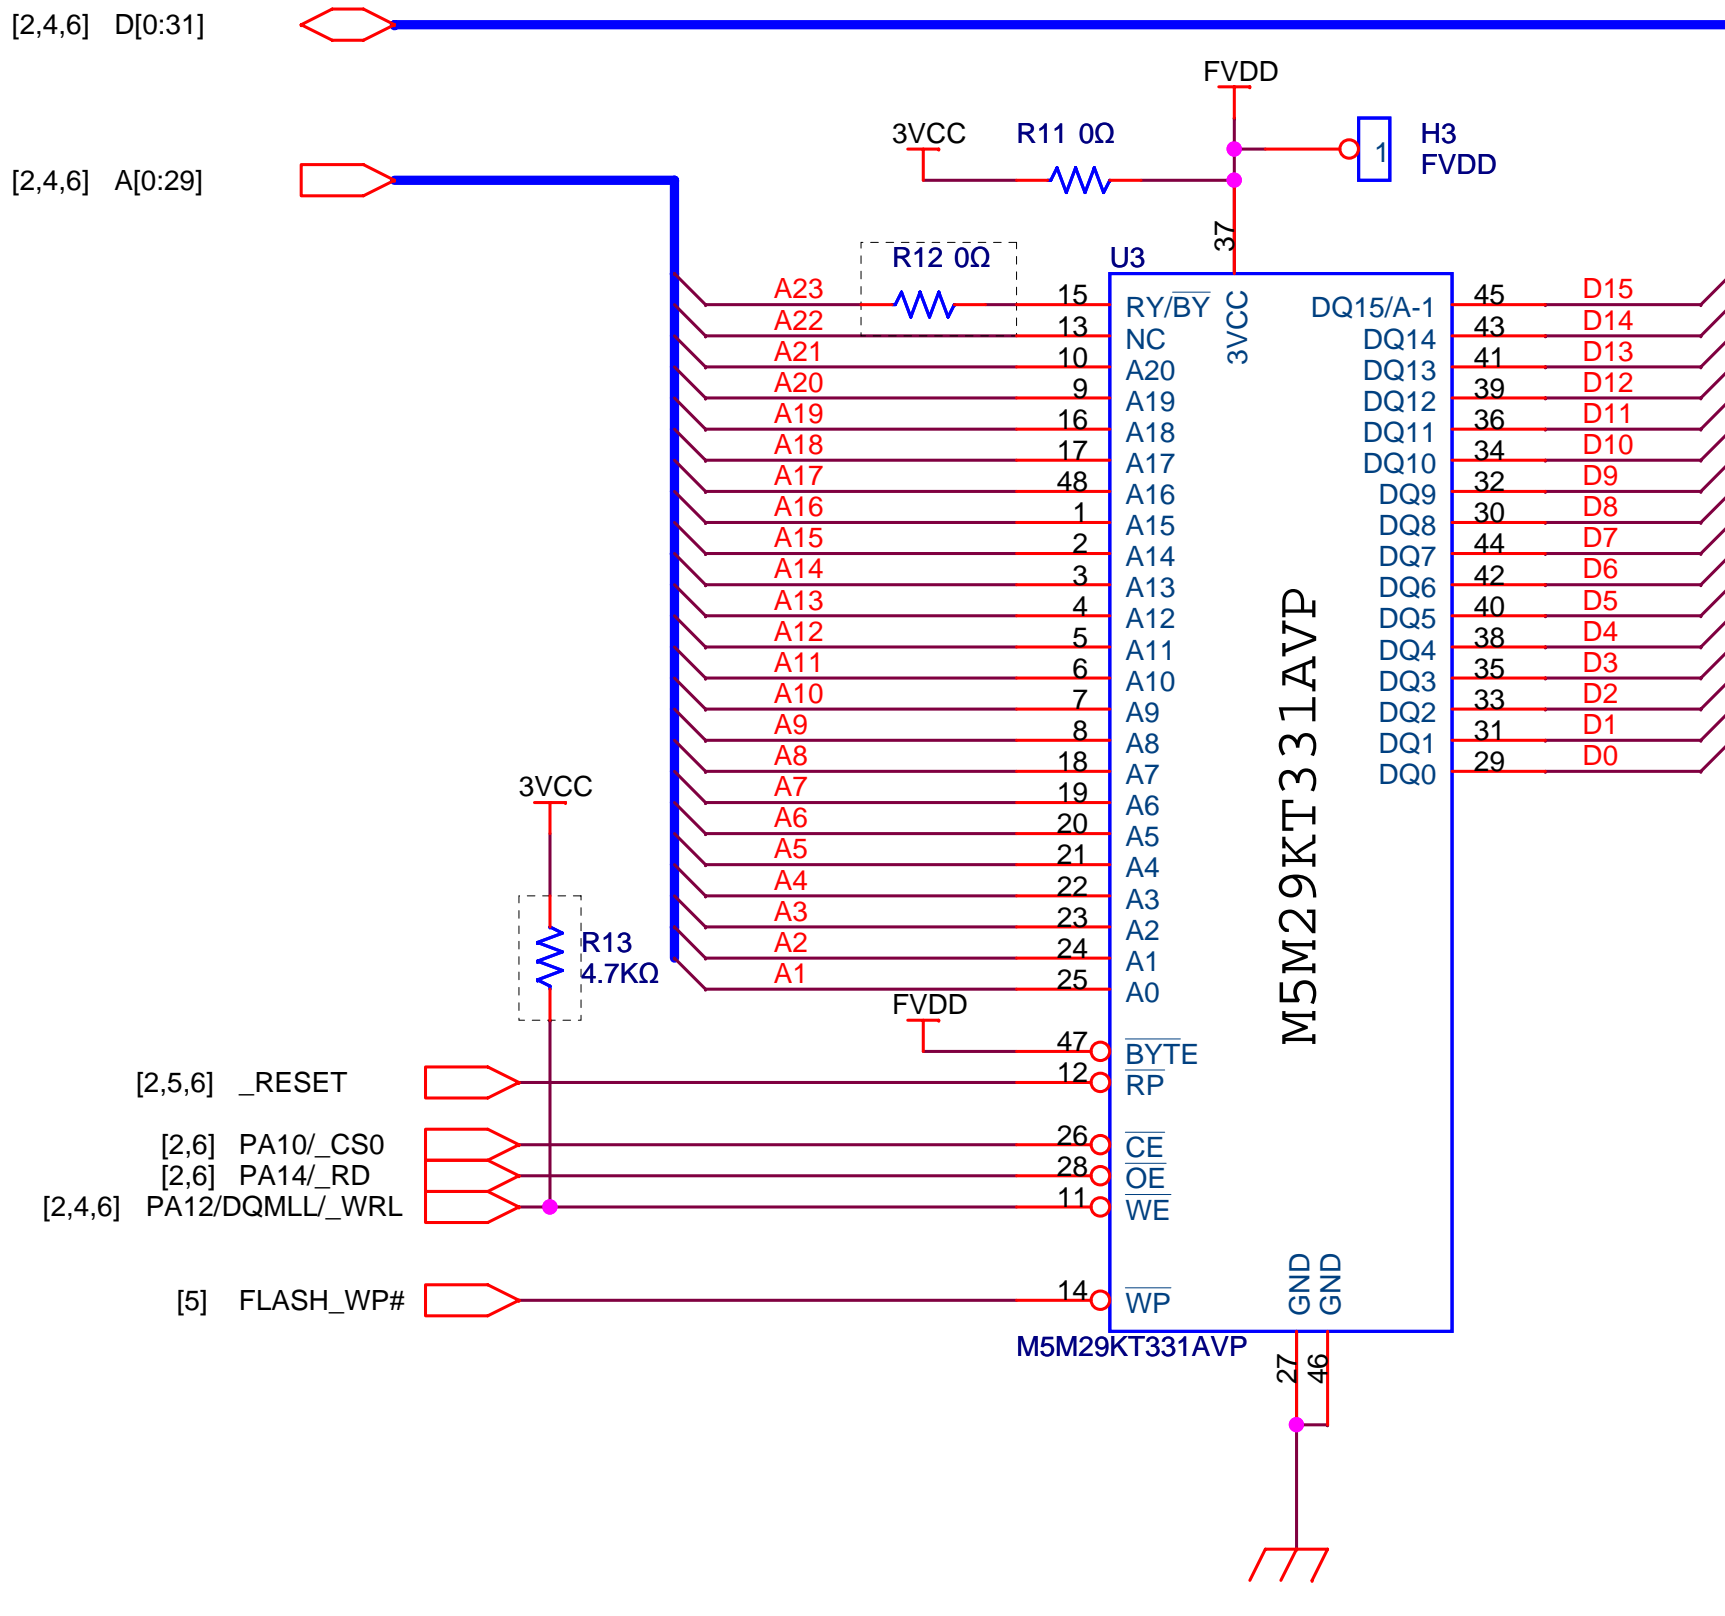 [2,4,6] D[0:31]
FVDD
3VCC R11 0Ω 1 H3
FVDD
[2,4,6] A[0:29]
37
R12 0Ω U3
A23 15 RY/BY 3VCC DQ15/A-1 45 D15
A22 13 NC DQ14 43 D14
A21 10 A20 DQ13 41 D13
A20 9 A19 DQ12 39 D12
A19 16 A18 DQ11 36 D11
A18 17 A17 DQ10 34 D10
A17 48 A16 DQ9 32 D9
A16 1 A15 DQ8 30 D8
A15 2 A14 DQ7 44 D7
A14 3 A13 DQ6 42 D6
A13 4 A12 DQ5 40 D5
A12 5 A11 DQ4 38 D4
A11 6 A10 DQ3 35 D3
A10 7 A9 DQ2 33 D2
A9 8 A8 DQ1 31 D1
A8 18 A7 DQ0 29 D0
A7 19 A6
A6 20 A5
A5 21 A4
A4 22 A3
A3 23 A2
A2 24 A1
A1 25 A0
M5M29KT331AVP
3VCC
R13
4.7KΩ
FVDD
47 BYTE
[2,5,6] _RESET 12 RP
[2,6] PA10/_CS0 26 CE
[2,6] PA14/_RD 28 OE
[2,4,6] PA12/DQMLL/_WRL 11 WE
[5] FLASH_WP# 14 WP
GND GND
M5M29KT331AVP
27 46